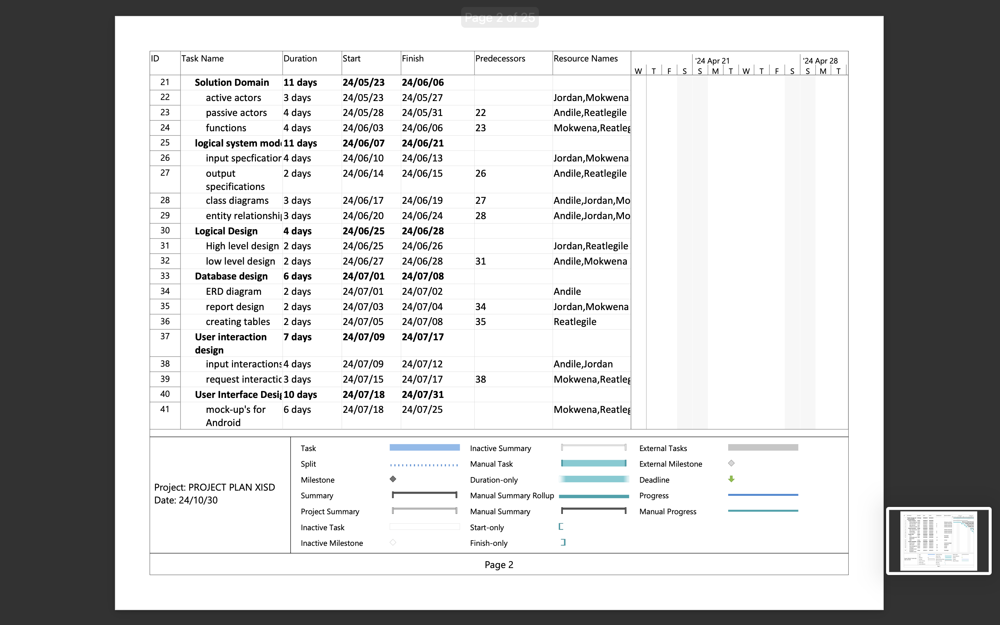 Page 2 of 25
ID Task Name Duration Start Finish Predecessors Resource Names '24 Apr 21 '24 Apr 28
W T F S S M T W T F S S M T
21 Solution Domain 11 days 24/05/23 24/06/06
22 active actors 3 days 24/05/23 24/05/27 Jordan,Mokwena
23 passive actors 4 days 24/05/28 24/05/31 22 Andile,Reatlegile
24 functions 4 days 24/06/03 24/06/06 23 Mokwena,Reatleg
25 logical system mode 11 days 24/06/07 24/06/21
26 input specfication 4 days 24/06/10 24/06/13 Jordan,Mokwena
27 output 2 days 24/06/14 24/06/15 26 Andile,Reatlegile
specifications
28 class diagrams 3 days 24/06/17 24/06/19 27 Andile,Jordan,Mo
29 entity relationship 3 days 24/06/20 24/06/24 28 Andile,Jordan,Mo
30 Logical Design 4 days 24/06/25 24/06/28
31 High level design 2 days 24/06/25 24/06/26 Jordan,Reatlegile
32 low level design 2 days 24/06/27 24/06/28 31 Andile,Mokwena
33 Database design 6 days 24/07/01 24/07/08
34 ERD diagram 2 days 24/07/01 24/07/02 Andile
35 report design 2 days 24/07/03 24/07/04 34 Jordan,Mokwena
36 creating tables 2 days 24/07/05 24/07/08 35 Reatlegile
37 User interaction 7 days 24/07/09 24/07/17
design
38 input interactions 4 days 24/07/09 24/07/12 Andile,Jordan
39 request interactic 3 days 24/07/15 24/07/17 38 Mokwena,Reatleg
40 User Interface Desig 10 days 24/07/18 24/07/31
41 mock-up's for 6 days 24/07/18 24/07/25 Mokwena,Reatleg
Android
Project: PROJECT PLAN XISD
Date: 24/10/30
Task
Split
Milestone
Summary
Project Summary
Inactive Task
Inactive Milestone
Inactive Summary
Manual Task
Duration-only
Manual Summary Rollup
Manual Summary
Start-only
Finish-only
External Tasks
External Milestone
Deadline
Progress
Manual Progress
Page 2